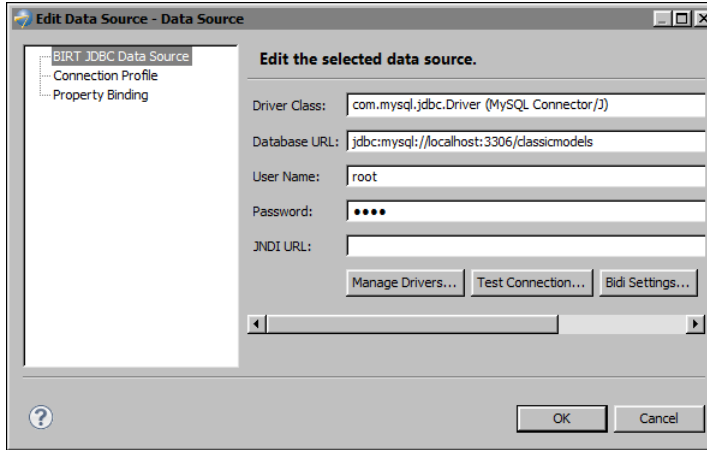 Edit Data Source - Data Source
BIRT JDBC Data Source
Connection Profile
Property Binding
Edit the selected data source.
Driver Class: com.mysql.jdbc.Driver (MySQL Connector/J)
Database URL: jdbc:mysql://localhost:3306/classicmodels
User Name: root
Password: ●●●●
JNDI URL:
Manage Drivers... Test Connection... Bidi Settings...
? OK Cancel